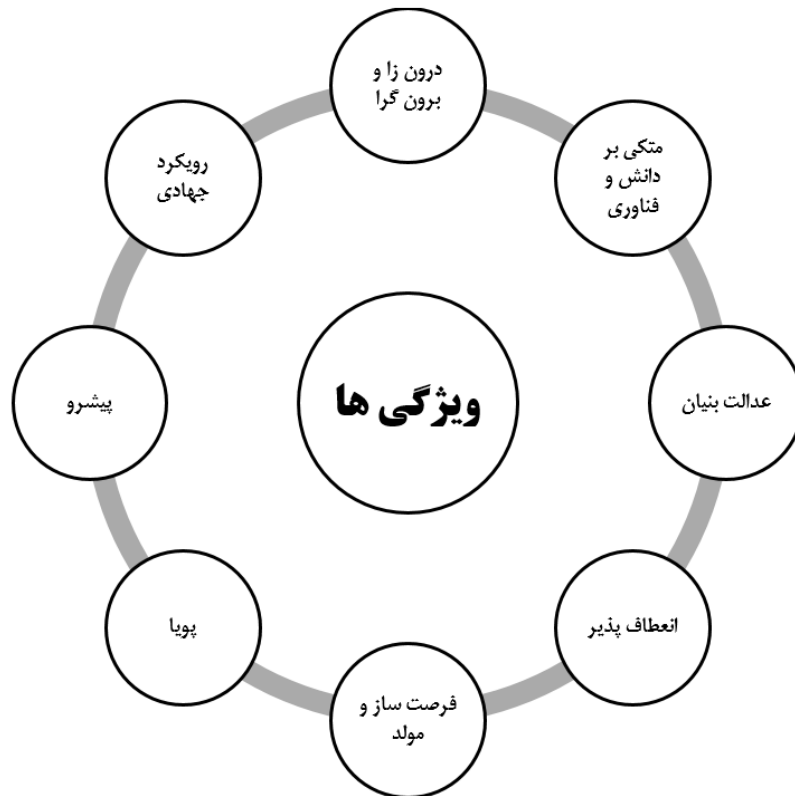 ویژگی ها
درون زا و
برون گرا
متکی بر
دانش و
فناوری
عدالت بنیان
انعطاف پذیر
فرصت ساز و
مولد
پویا
پیشرو
رویکرد
جهادی